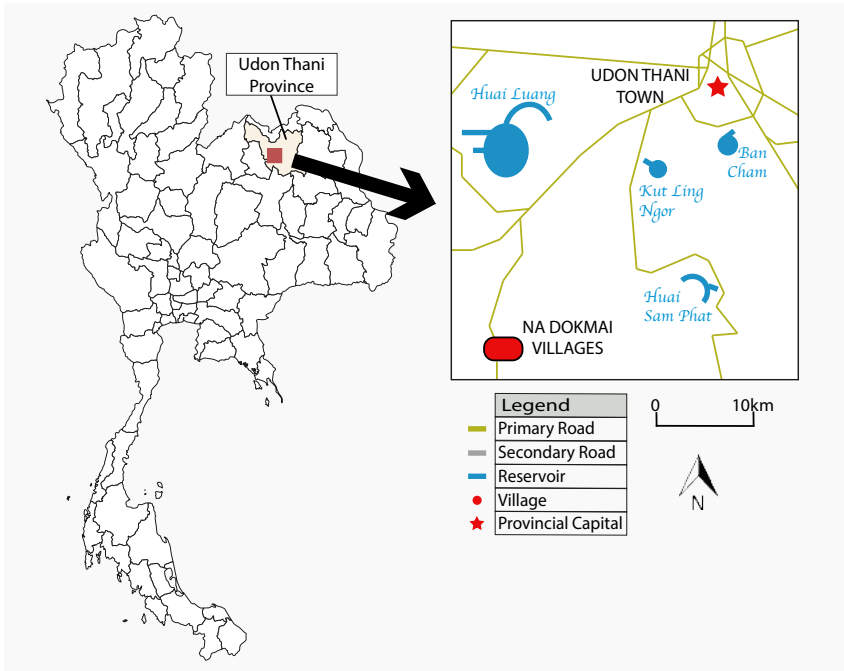 Udon Thani
Province
UDON THANI
TOWN
Huai Luang
Ban
Cham
Kut Ling
Ngor
Huai
Sam Phat
NA DOKMAI
VILLAGES
Legend
Primary Road
Secondary Road
Reservoir
Village
Provincial Capital
0 10km
N